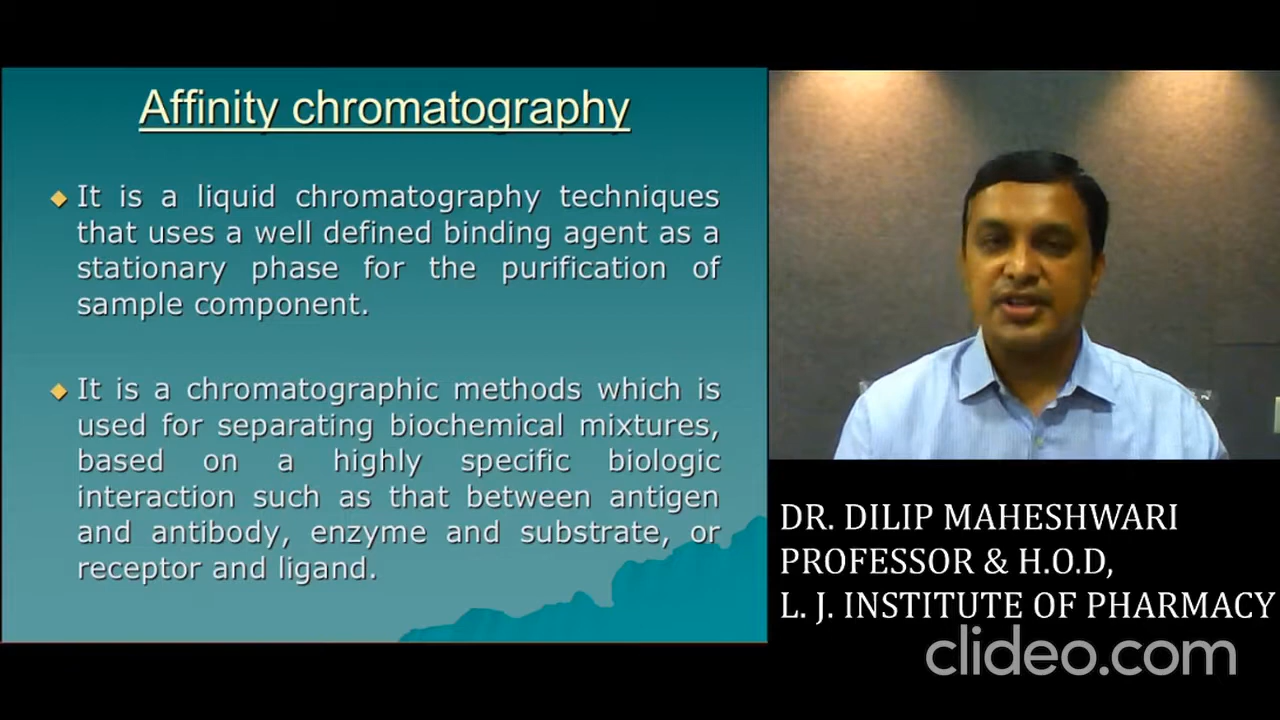 Affinity chromatography
It is a liquid chromatography techniques
that uses a well defined binding agent as a
stationary phase for the purification of
sample component.
It is a chromatographic methods which is
used for separating biochemical mixtures,
based on a highly specific biologic
interaction such as that between antigen
and antibody, enzyme and substrate, or
receptor and ligand.
DR. DILIP MAHESHWARI
PROFESSOR & H.O.D,
L. J. INSTITUTE OF PHARMACY
clideo.com